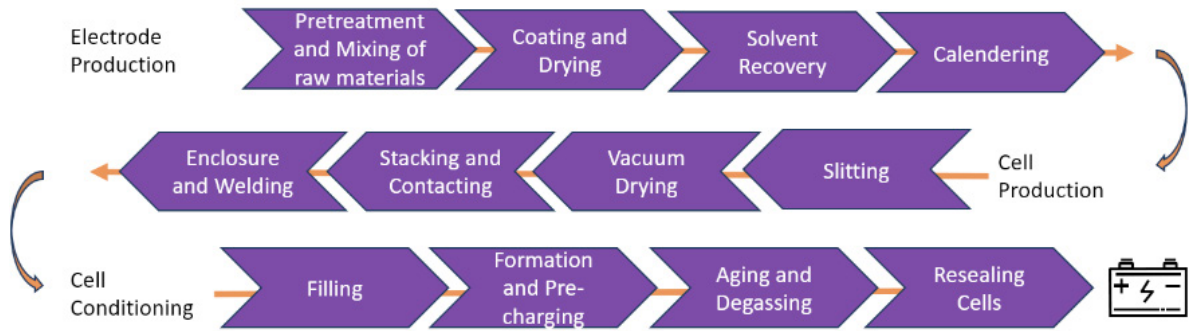 Electrode
Production
Pretreatment
and Mixing of
raw materials
Coating and
Drying
Solvent
Recovery
Calendering
Enclosure
and Welding
Stacking and
Contacting
Vacuum
Drying
Slitting
Cell
Production
Cell
Conditioning
Filling
Formation
and Pre-
charging
Aging and
Degassing
Resealing
Cells